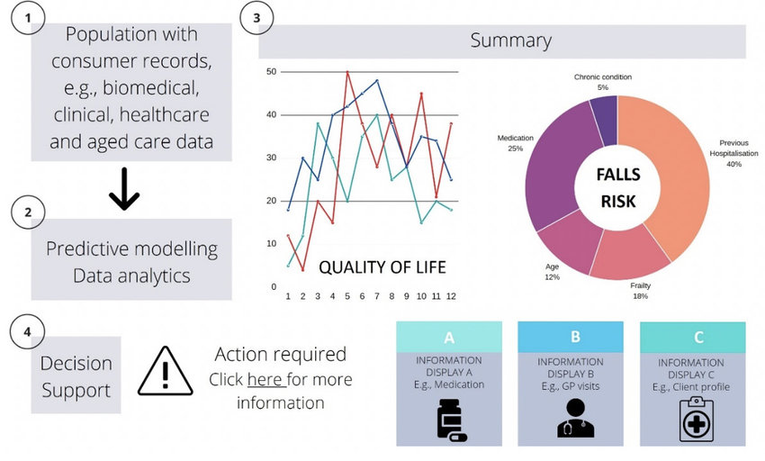 1
Population with
consumer records,
e.g., biomedical,
clinical, healthcare
and aged care data
2
Predictive modelling
Data analytics
3
Summary
50
40
30
20
10
0
1 2 3 4 5 6 7 8 9 10 11 12
QUALITY OF LIFE
Chronic condition
5%
Medication
25%
Previous
Hospitalisation
40%
FALLS
RISK
Age
12%
Frailty
18%
4
Decision
Support
Action required
Click here for more
information
A
INFORMATION
DISPLAY A
E.g., Medication
B
INFORMATION
DISPLAY B
E.g., GP visits
C
INFORMATION
DISPLAY C
E.g., Client profile